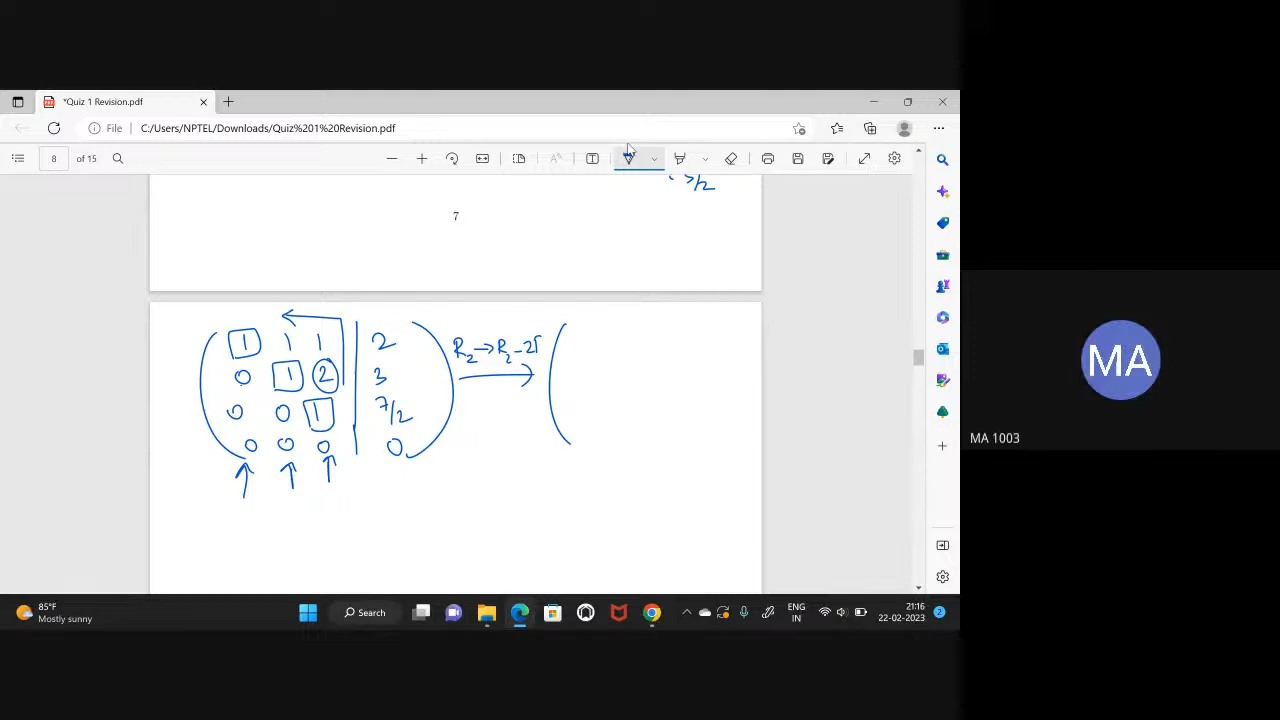 *Quiz 1 Revision.pdf
File C:/Users/NPTEL/Downloads/Quiz%201%20Revision.pdf
8 of 15
7
1 1 1 | 2
0 1 2 | 3
0 0 1 | 7/2
0 0 0 | 0
R2→R2-2
MA
MA 1003
85°F
Mostly sunny
Search
ENG
IN
21:16
22-02-2023
2